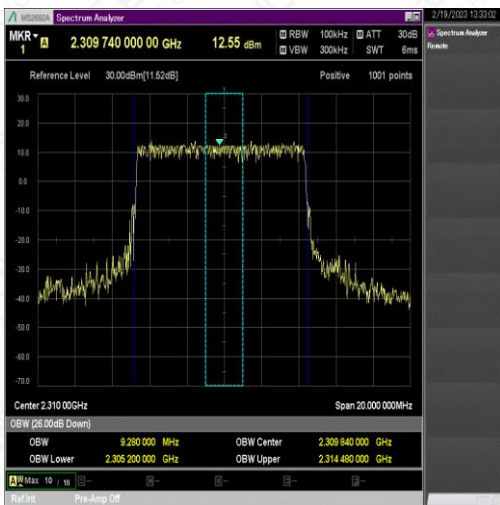 MS2692A Spectrum Analyzer
2/19/2023 13:33:02
MKR 1 A 2.309 740 000 00 GHz 12.55 dBm
M RBW 100kHz M ATT 30dB
M VBW 300kHz SWT 6ms
Spectrum Analyzer
Remote
Reference Level 30.00dBm[11.52dB] Positive 1001 points
30.0
20.0
10.0
0.0
-10.0
-20.0
-30.0
-40.0
-50.0
-60.0
-70.0
Center 2.310 00GHz Span 20.000 000MHz
OBW (26.00dB Down)
OBW 9.280 000 MHz OBW Center 2.309 840 000 GHz
OBW Lower 2.305 200 000 GHz OBW Upper 2.314 480 000 GHz
A W Max 10 / 10
Ref.Int Pre-Amp Off